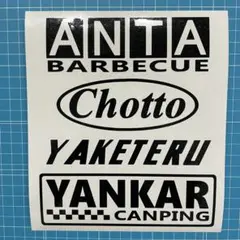 ANTA
BARBECUE
Chotto
YAKETERU
YANKAR
CANPING